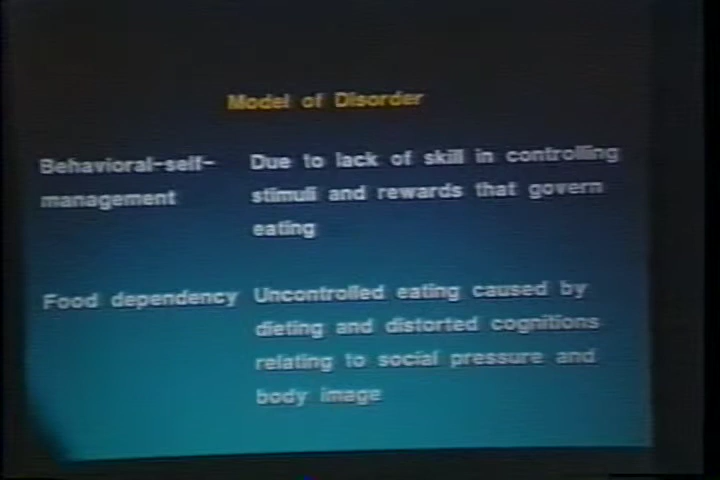 Model of Disorder
Behavioral-self- Due to lack of skill in controlling
management stimuli and rewards that govern
eating
Food dependency Uncontrolled eating caused by
dieting and distorted cognitions
relating to social pressure and
body image